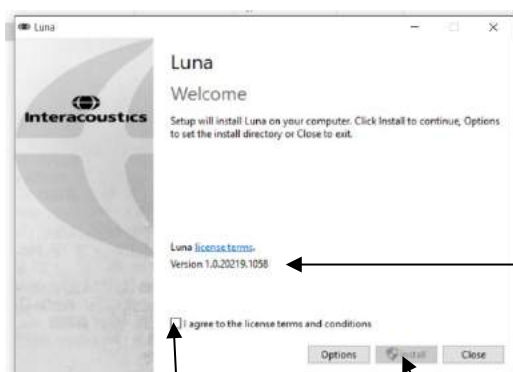 Luna
Luna
Welcome
Interacoustics
Setup will install Luna on your computer. Click Install to continue, Options
to set the install directory or Close to exit.
Luna license terms.
Version 1.0.20219.1058
I agree to the license terms and conditions
Options Install Close